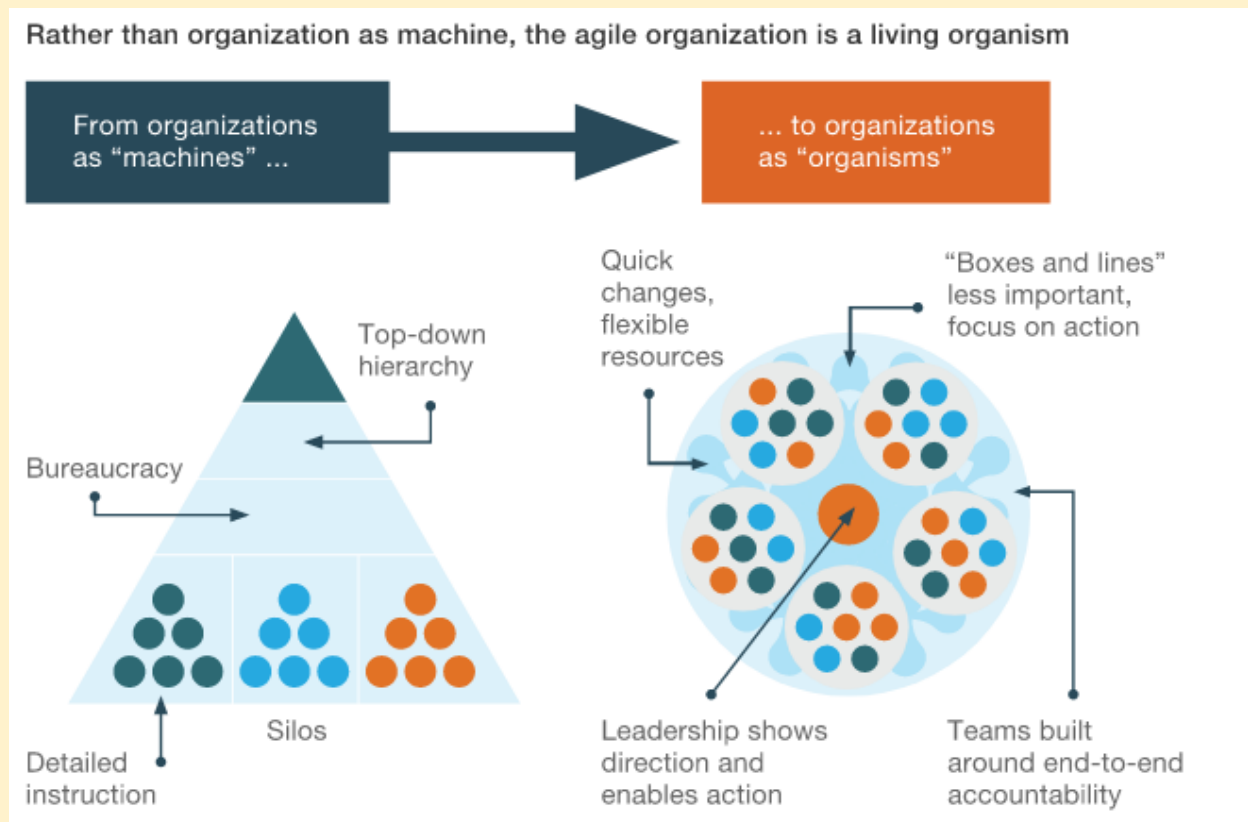 Rather than organization as machine, the agile organization is a living organism
From organizations
as “machines” ...
... to organizations
as “organisms”
Top-down
hierarchy
Bureaucracy
Silos
Detailed
instruction
Quick
changes,
flexible
resources
“Boxes and lines”
less important,
focus on action
Leadership shows
direction and
enables action
Teams built
around end-to-end
accountability